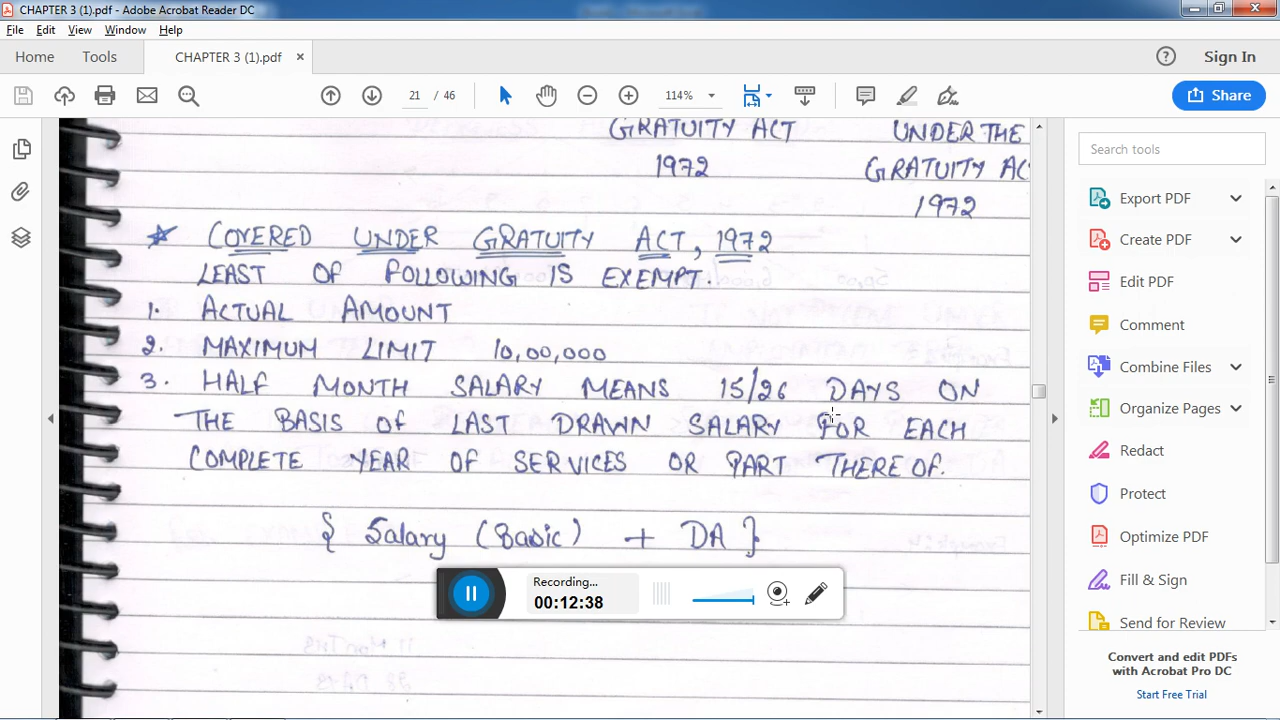 CHAPTER 3 (1).pdf - Adobe Acrobat Reader DC
File Edit View Window Help
Home Tools CHAPTER 3 (1).pdf × Sign In
21 / 46 114% Share
GRATUITY ACT UNDER THE
1972 GRATUITY AC
1972
COVERED UNDER GRATUITY ACT, 1972
LEAST OF FOLLOWING IS EXEMPT.
1. ACTUAL AMOUNT
2. MAXIMUM LIMIT 10,00,000
3. HALF MONTH SALARY MEANS 15/26 DAYS ON
THE BASIS OF LAST DRAWN SALARY FOR EACH
COMPLETE YEAR OF SERVICES OR PART THERE OF.
{ Salary (Basic) + DA }
Recording...
00:12:38
Search tools
Export PDF
Create PDF
Edit PDF
Comment
Combine Files
Organize Pages
Redact
Protect
Optimize PDF
Fill & Sign
Send for Review
Convert and edit PDFs
with Acrobat Pro DC
Start Free Trial